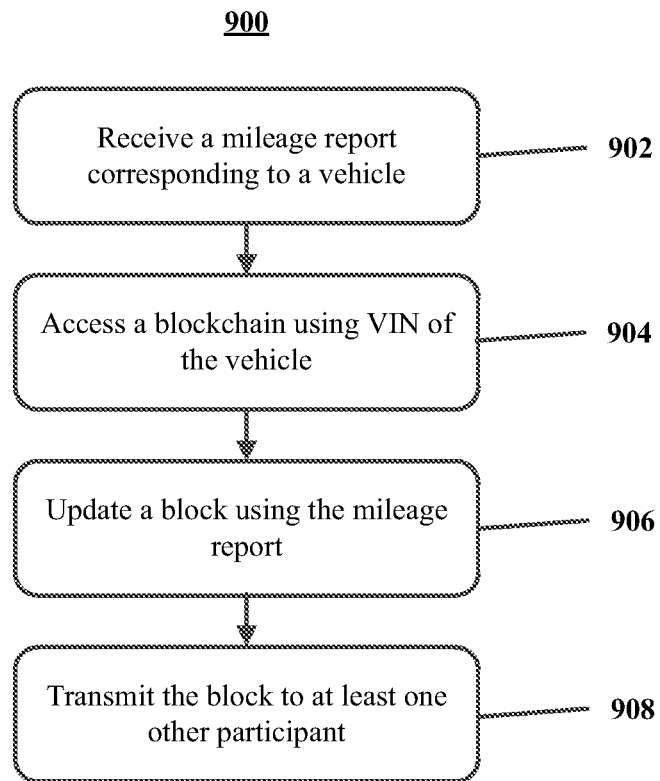 900
Receive a mileage report
corresponding to a vehicle
902
Access a blockchain using VIN of
the vehicle
904
Update a block using the mileage
report
906
Transmit the block to at least one
other participant
908